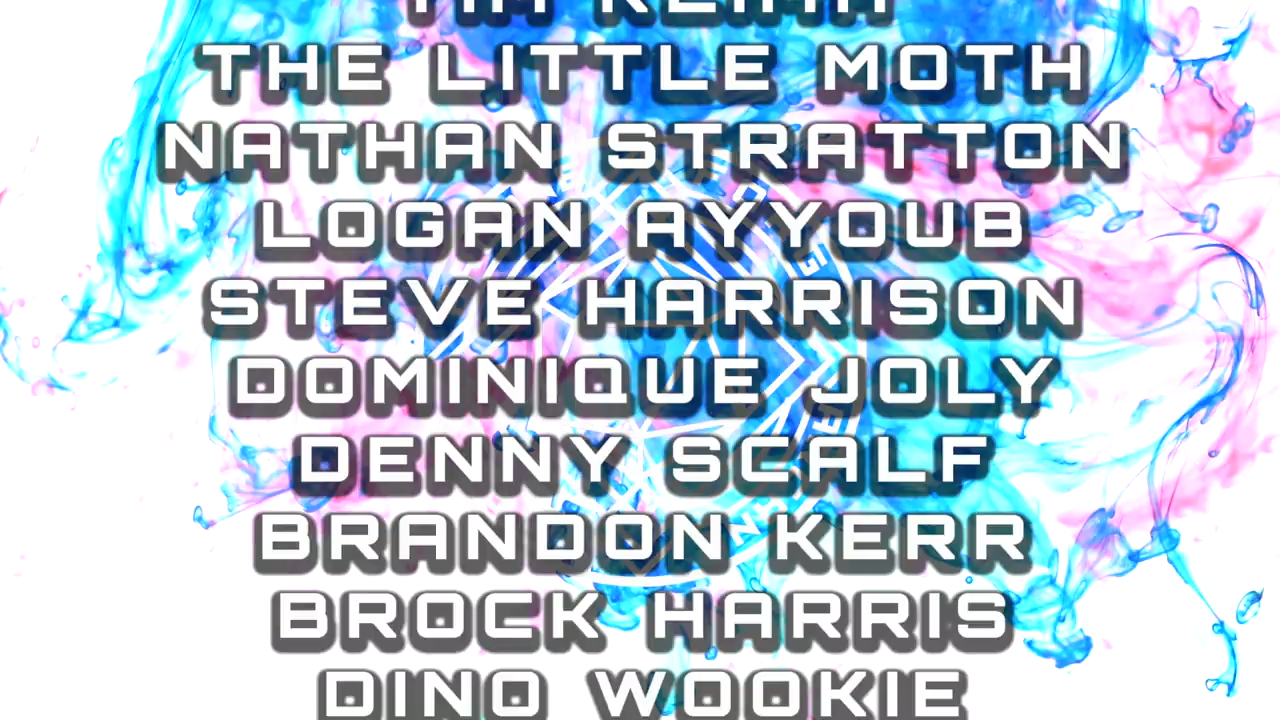 THE LITTLE MOTH
NATHAN STRATTON
LOGAN AYYOUB
STEVE HARRISON
DOMINIQUE JOLY
DENNY SCALF
BRANDON KERR
BROCK HARRIS
DINO WOOKIE